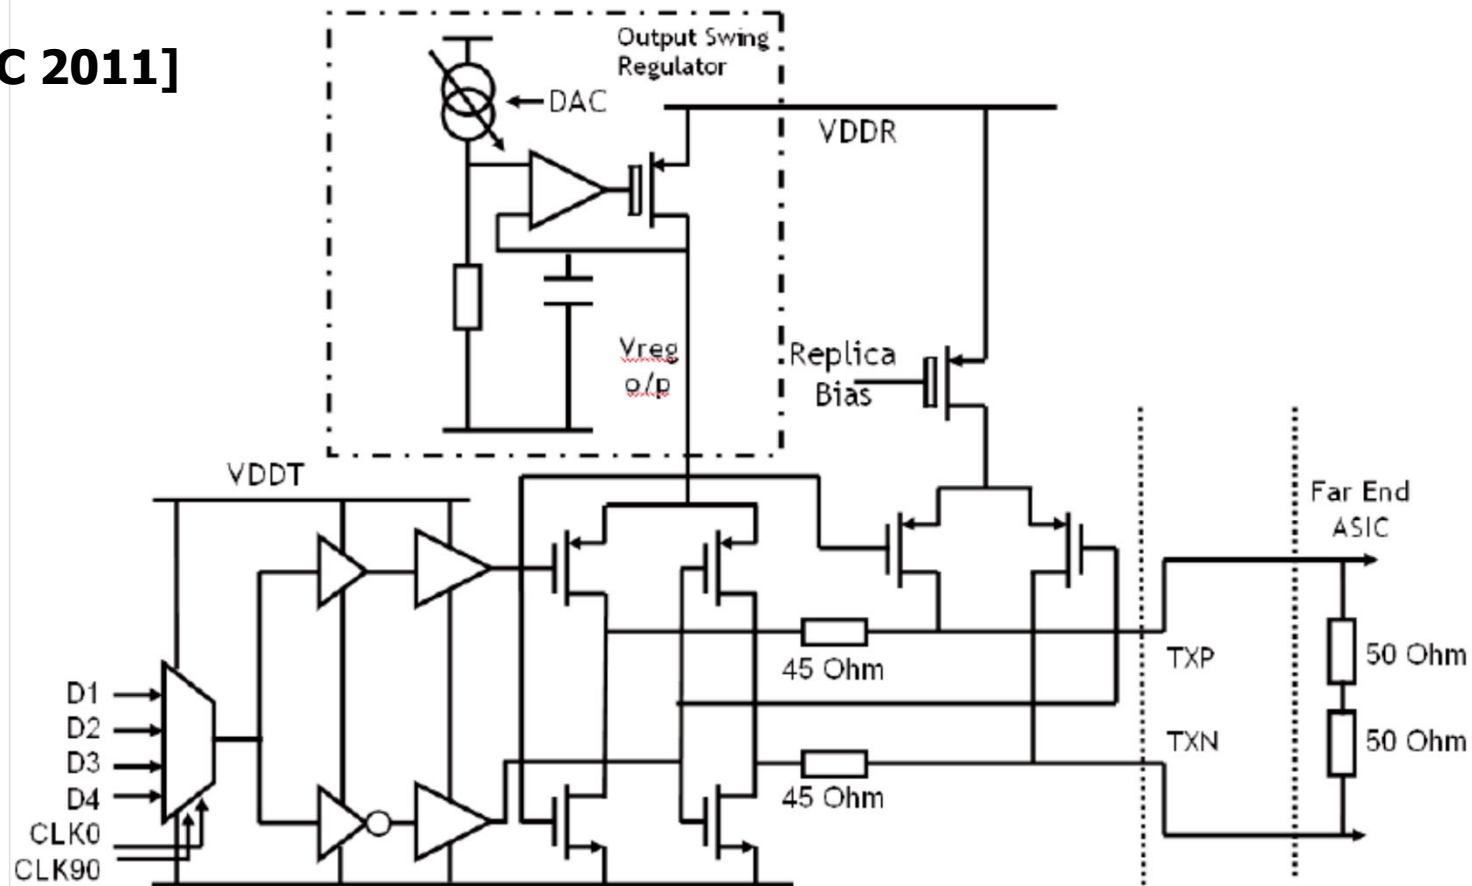 C 2011]
Output Swing
Regulator
DAC
VDDR
Vreg
o/p
Replica
Bias
VDDT
Far End
ASIC
45 Ohm
TXP
50 Ohm
D1
D2
D3
D4
TXN
50 Ohm
45 Ohm
CLK0
CLK90